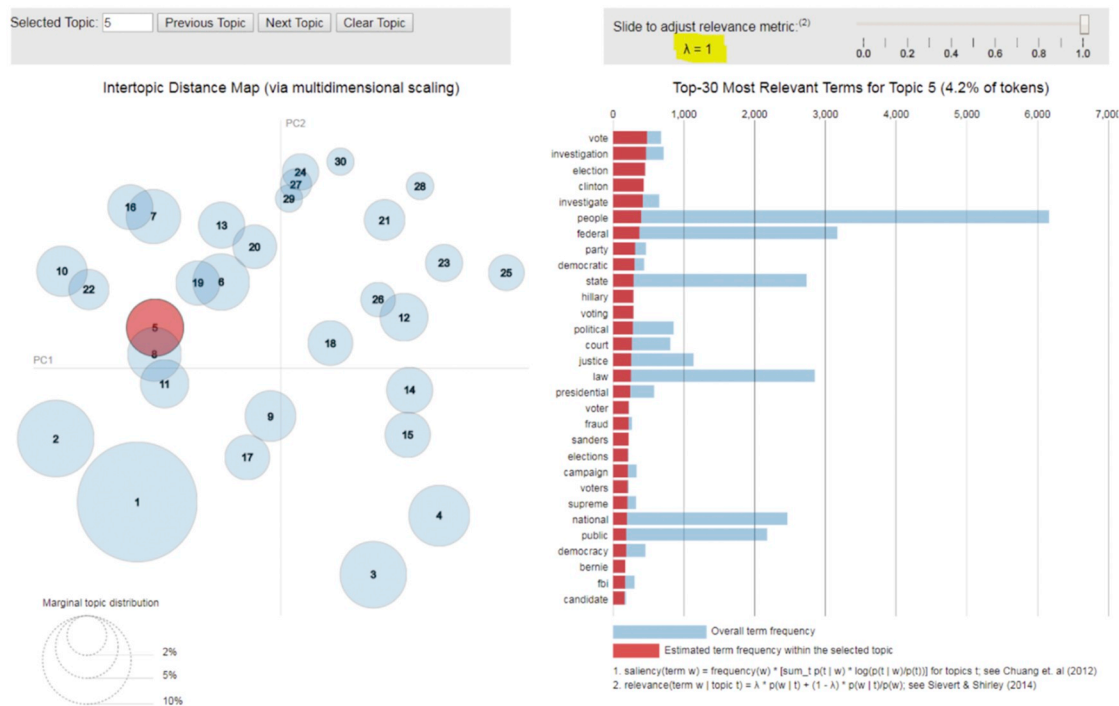 Selected Topic: 5 Previous Topic Next Topic Clear Topic
Slide to adjust relevance metric:(2)
λ = 1
0.0 0.2 0.4 0.6 0.8 1.0
Intertopic Distance Map (via multidimensional scaling)
PC2
PC1
30
24
27
29
28
16
7
21
13
20
10
22
19
6
23
25
26
12
5
8
18
11
14
9
15
2
17
1
4
3
Marginal topic distribution
2%
5%
10%
Top-30 Most Relevant Terms for Topic 5 (4.2% of tokens)
0 1,000 2,000 3,000 4,000 5,000 6,000 7,000
vote
investigation
election
clinton
investigate
people
federal
party
democratic
state
hillary
voting
political
court
justice
law
presidential
voter
fraud
sanders
elections
campaign
voters
supreme
national
public
democracy
bernie
fbi
candidate
Overall term frequency
Estimated term frequency within the selected topic
1. saliency(term w) = frequency(w) * [sum_t p(t | w) * log(p(t | w)/p(t))] for topics t; see Chuang et. al (2012)
2. relevance(term w | topic t) = λ * p(w | t) + (1 - λ) * p(w | t)/p(w); see Sievert & Shirley (2014)